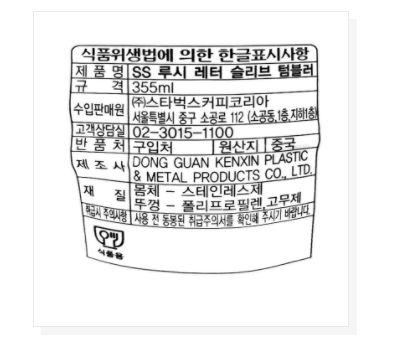 식품위생법에 의한 한글표시사항
제 품 명 SS 루시 레터 슬리브 텀블러
규 격 355ml
수입판매원 ㈜스타벅스커피코리아
서울특별시 중구 소공로 112 (소공동,1층,지하1층)
고객상담실 02-3015-1100
반 품 처 구입처 원산지 중국
제 조 사 DONG GUAN KENXIN PLASTIC
& METAL PRODUCTS CO., LTD.
재 질 몸체 - 스테인레스제
뚜껑 - 폴리프로필렌,고무제
취급시 주의사항 사용 전 동봉된 취급주의서를 확인해 주시기 바랍니다.
식품용